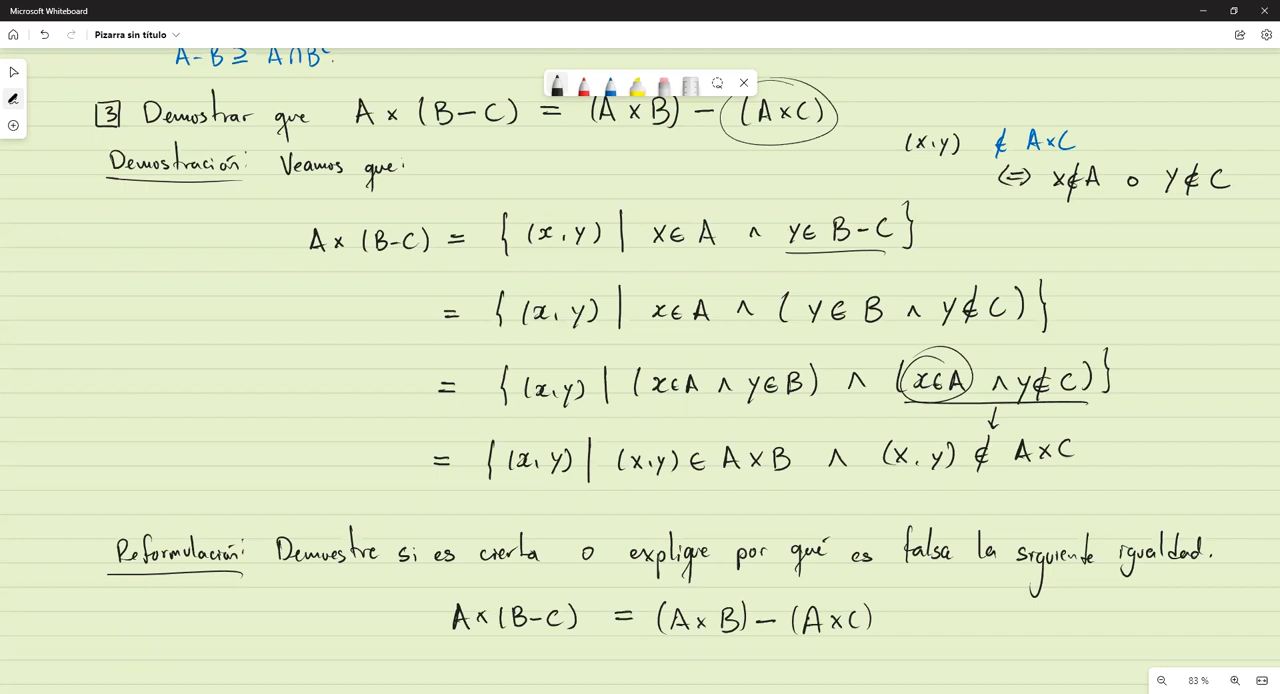 Microsoft Whiteboard
Pizarra sin título
A - B ⊇ A ∩ Bᶜ.
3 Demostrar que A × (B - C) = (A × B) - (A × C)
(x,y) ∉ A×C
⟺ x∉A o y∉C
Demostración: Veamos que:
A × (B-C) = { (x,y) | x∈A ∧ y∈B-C }
= { (x,y) | x∈A ∧ (y∈B ∧ y∉C) }
= { (x,y) | (x∈A ∧ y∈B) ∧ (x∈A ∧ y∉C) }
↓
= { (x,y) | (x,y) ∈ A×B ∧ (x,y) ∉ A×C
Reformulación: Demuestre si es cierta o explique por qué es falsa la siguiente igualdad.
A×(B-C) = (A×B) - (A×C)
83 %